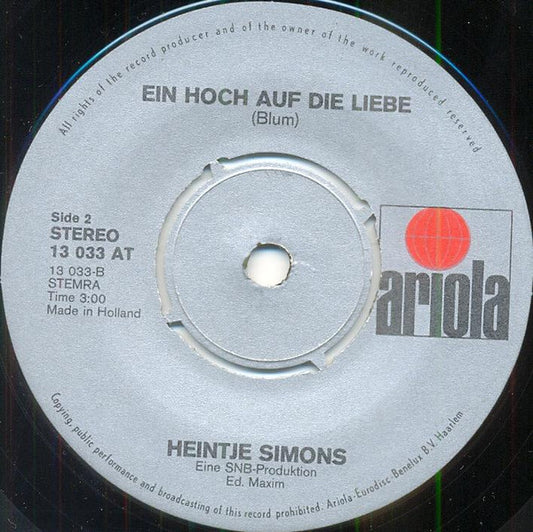 All rights of the record producer and of the owner of the work reproduced reserved
EIN HOCH AUF DIE LIEBE
(Blum)
Side 2
STEREO
13 033 AT
13 033-B
STEMRA
Time 3:00
Made in Holland
ariola
HEINTJE SIMONS
Eine SNB-Produktion
Ed. Maxim
Copying, public performance and broadcasting of this record prohibited. Ariola-Eurodisc Benelux B.V. Haarlem